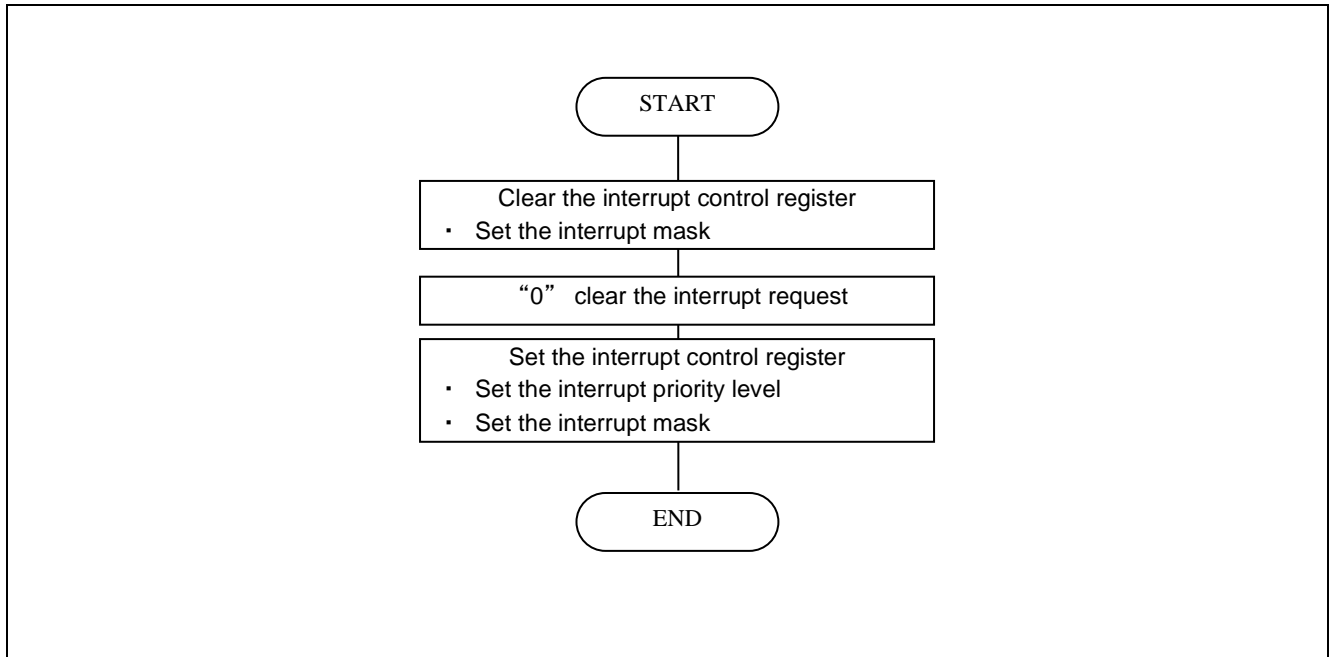 START
Clear the interrupt control register
・ Set the interrupt mask
“0” clear the interrupt request
Set the interrupt control register
・ Set the interrupt priority level
・ Set the interrupt mask
END